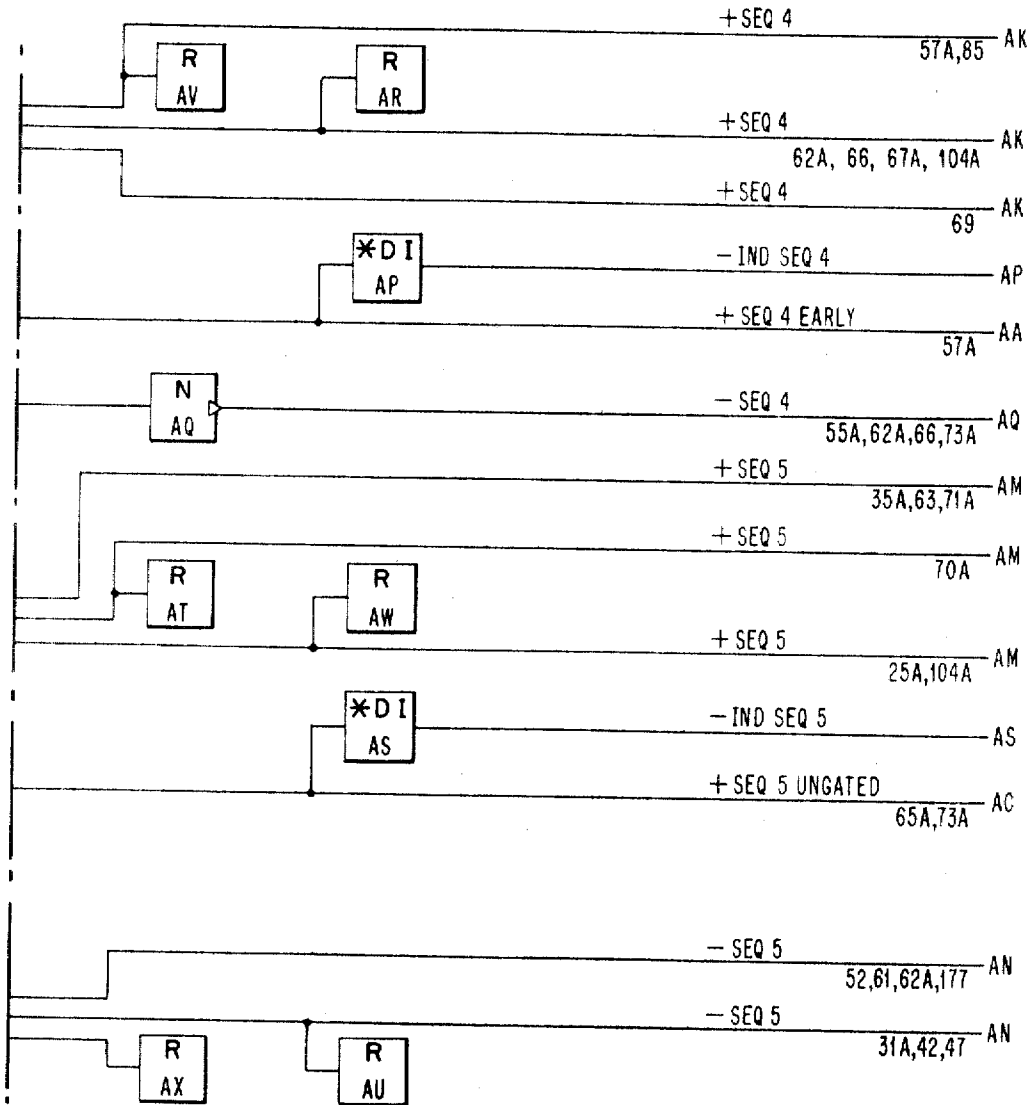 + SEQ 4
57A,85 AK
R
AV
R
AR
+ SEQ 4
62A, 66, 67A, 104A AK
+ SEQ 4
69 AK
*D I
AP
- IND SEQ 4
AP
+ SEQ 4 EARLY
57A AA
N
AQ
- SEQ 4
55A,62A,66,73A AQ
+ SEQ 5
35A,63,71A AM
+ SEQ 5
70A AM
R
AT
R
AW
+ SEQ 5
25A,104A AM
*D I
AS
- IND SEQ 5
AS
+ SEQ 5 UNGATED
65A,73A AC
- SEQ 5
52,61,62A,177 AN
- SEQ 5
31A,42,47 AN
R
AX
R
AU